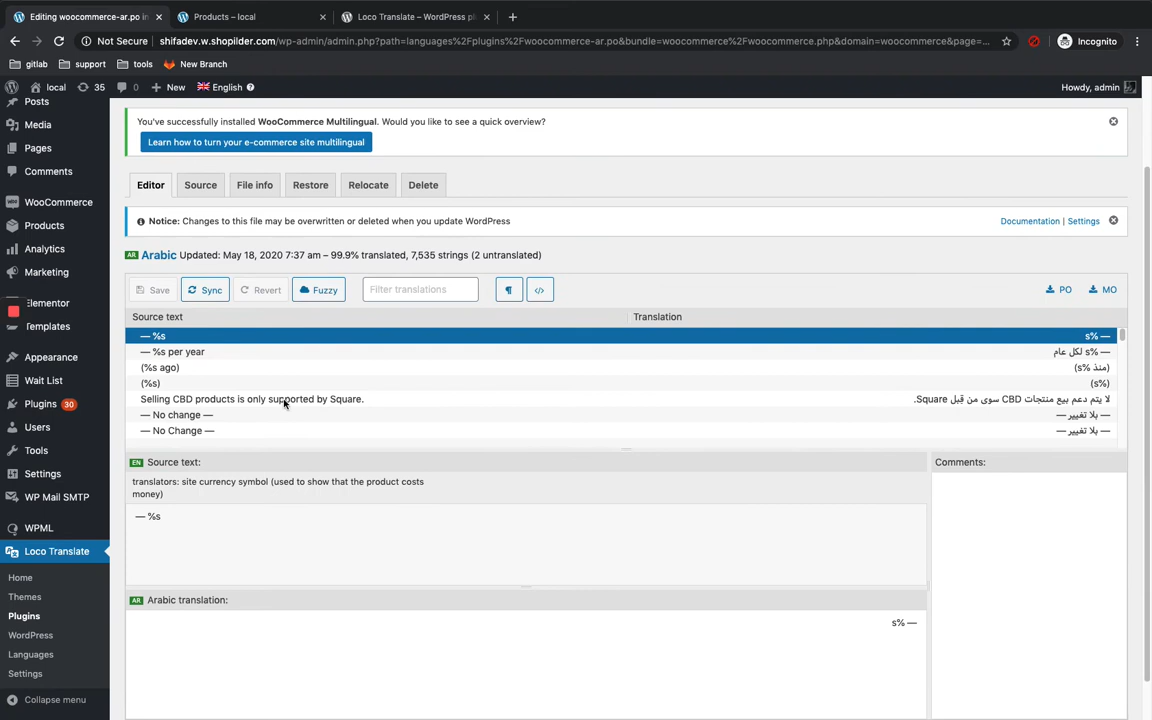 Editing woocommerce-ar.po in
Products – local
Loco Translate – WordPress pl
Not Secure
shifadev.w.shopilder.com/wp-admin/admin.php?path=languages%2Fplugins%2Fwoocommerce-ar.po&bundle=woocommerce%2Fwoocommerce.php&domain=woocommerce&page=...
Incognito
gitlab
support
tools
New Branch
local
35
0
New
English
Howdy, admin
Posts
Media
Pages
Comments
WooCommerce
Products
Analytics
Marketing
Elementor
Templates
Appearance
Wait List
Plugins 30
Users
Tools
Settings
WP Mail SMTP
WPML
Loco Translate
Home
Themes
Plugins
WordPress
Languages
Settings
Collapse menu
You've successfully installed WooCommerce Multilingual. Would you like to see a quick overview?
Learn how to turn your e-commerce site multilingual
Editor
Source
File info
Restore
Relocate
Delete
Notice: Changes to this file may be overwritten or deleted when you update WordPress
Documentation | Settings
AR Arabic Updated: May 18, 2020 7:37 am – 99.9% translated, 7,535 strings (2 untranslated)
Save
Sync
Revert
Fuzzy
Filter translations
¶
</>
PO
MO
Source text
Translation
— %s
— %s
— %s per year
— %s لكل عام
(%s ago)
(منذ %s)
(%s)
(%s)
Selling CBD products is only supported by Square.
لا يتم دعم بيع منتجات CBD سوى من قِبل Square.
— No change —
— بلا تغيير —
— No Change —
— بلا تغيير —
EN Source text:
Comments:
translators: site currency symbol (used to show that the product costs
money)
— %s
AR Arabic translation:
— %s